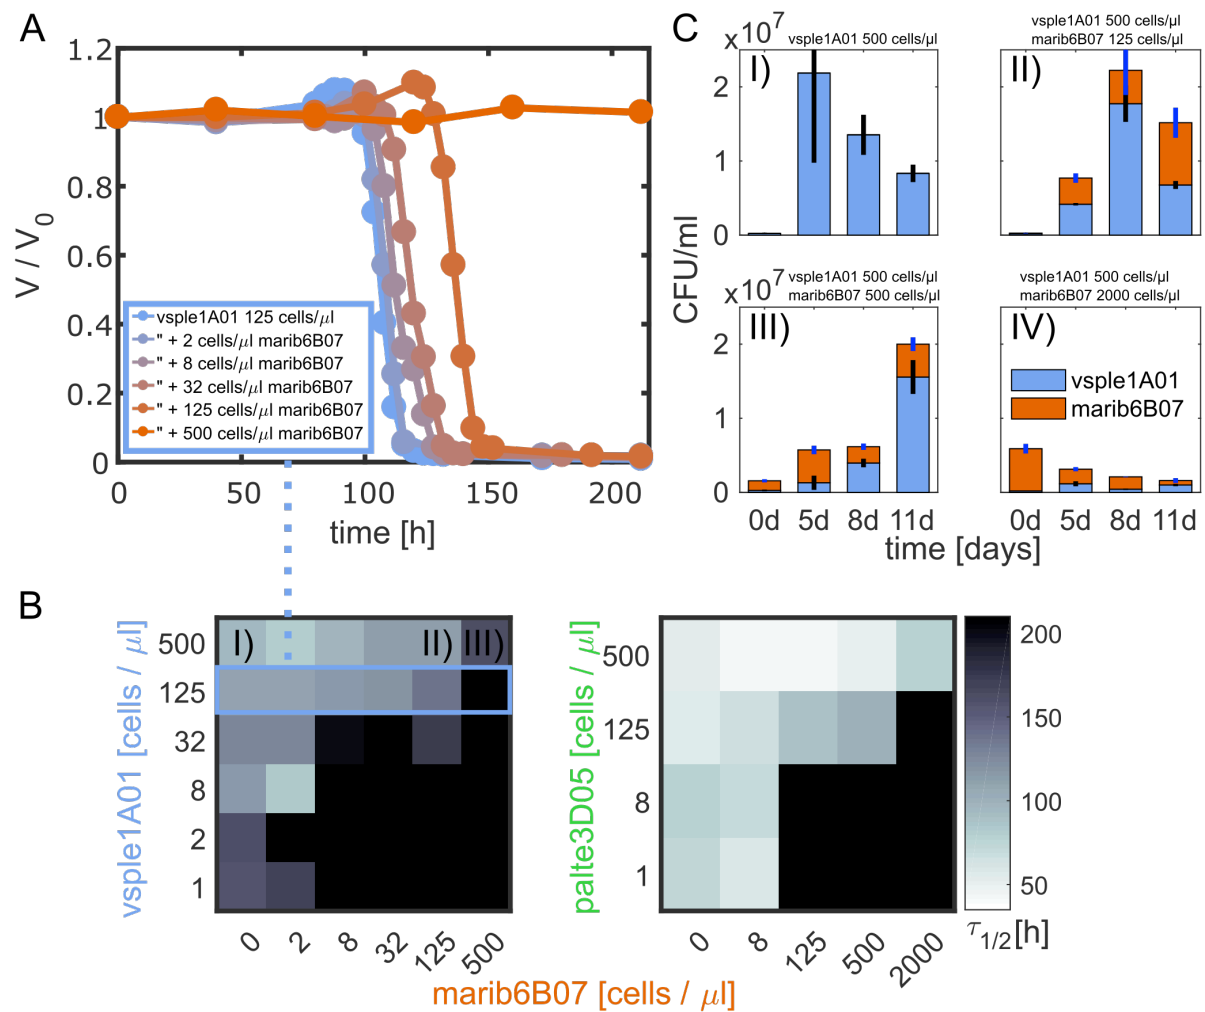 A
V / V0
1.2
1
0.8
0.6
0.4
0.2
0
vsple1A01 125 cells/μl
" + 2 cells/μl marib6B07
" + 8 cells/μl marib6B07
" + 32 cells/μl marib6B07
" + 125 cells/μl marib6B07
" + 500 cells/μl marib6B07
0 50 100 150 200
time [h]
C
CFU/ml
x10^7
vsple1A01 500 cells/μl
I)
2
1
0
vsple1A01 500 cells/μl
marib6B07 125 cells/μl
II)
x10^7
vsple1A01 500 cells/μl
marib6B07 500 cells/μl
III)
2
1
0
0d 5d 8d 11d
vsple1A01 500 cells/μl
marib6B07 2000 cells/μl
IV)
vsple1A01
marib6B07
0d 5d 8d 11d
time [days]
B
vsple1A01 [cells / μl]
500
125
32
8
2
1
I) II) III)
0 2 8 32 125 500
palte3D05 [cells / μl]
500
125
8
1
0 8 125 500 2000
marib6B07 [cells / μl]
200
150
100
50
τ1/2[h]